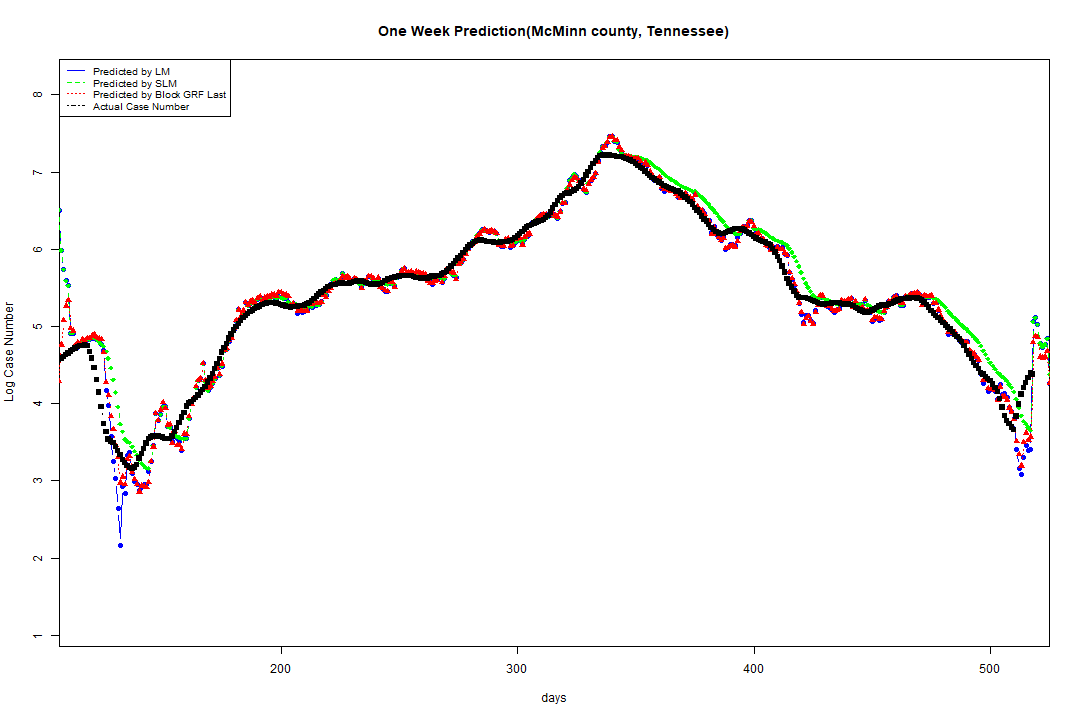 One Week Prediction(McMinn county, Tennessee)
Predicted by LM
Predicted by SLM
Predicted by Block GRF Last
Actual Case Number
8
7
6
5
4
3
2
1
Log Case Number
200
300
400
500
days